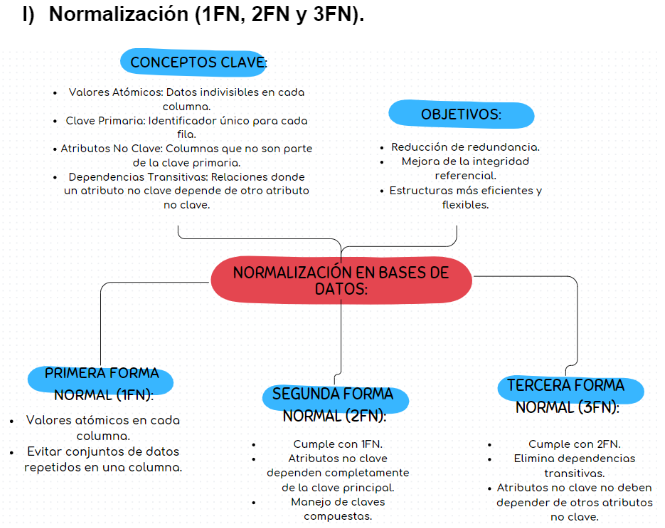 I) Normalización (1FN, 2FN y 3FN).
CONCEPTOS CLAVE:
• Valores Atómicos: Datos indivisibles en cada
columna.
• Clave Primaria: Identificador único para cada
fila.
• Atributos No Clave: Columnas que no son parte
de la clave primaria.
• Dependencias Transitivas: Relaciones donde
un atributo no clave depende de otro atributo
no clave.
OBJETIVOS:
• Reducción de redundancia.
• Mejora de la integridad
referencial.
• Estructuras más eficientes y
flexibles.
NORMALIZACIÓN EN BASES DE
DATOS:
PRIMERA FORMA
NORMAL (1FN):
• Valores atómicos en cada
columna.
• Evitar conjuntos de datos
repetidos en una columna.
SEGUNDA FORMA
NORMAL (2FN):
• Cumple con 1FN.
• Atributos no clave
dependen completamente
de la clave principal.
• Manejo de claves
compuestas.
TERCERA FORMA
NORMAL (3FN):
• Cumple con 2FN.
• Elimina dependencias
transitivas.
• Atributos no clave no deben
depender de otros atributos
no clave.